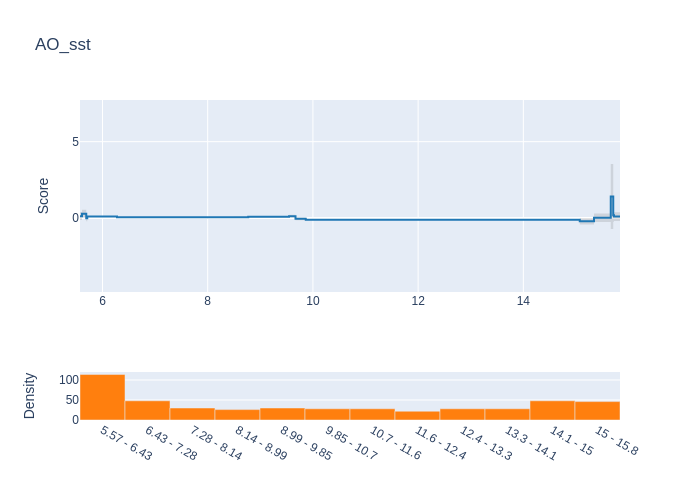 AO_sst
Score
5
0
6 8 10 12 14
Density
100
50
0
5.57 - 6.43
6.43 - 7.28
7.28 - 8.14
8.14 - 8.99
8.99 - 9.85
9.85 - 10.7
10.7 - 11.6
11.6 - 12.4
12.4 - 13.3
13.3 - 14.1
14.1 - 15
15 - 15.8